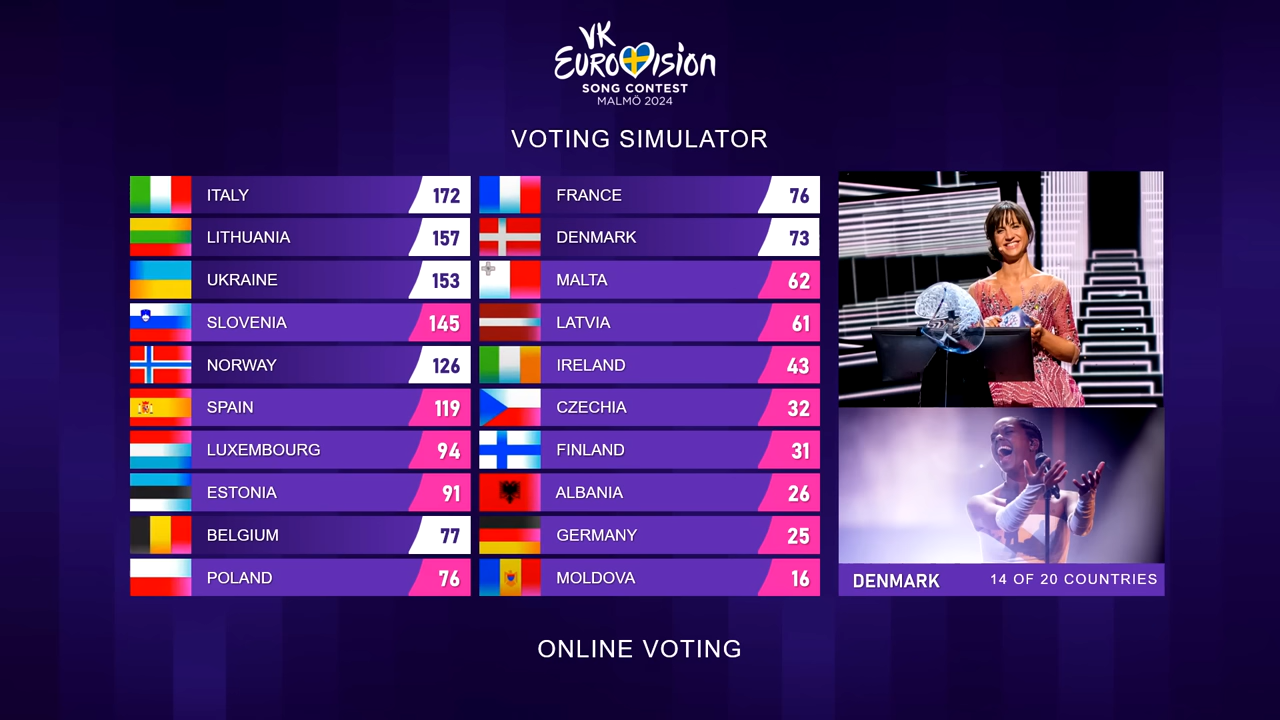 VK
EUROVISION
SONG CONTEST
MALMÖ 2024
VOTING SIMULATOR
ITALY 172
LITHUANIA 157
UKRAINE 153
SLOVENIA 145
NORWAY 126
SPAIN 119
LUXEMBOURG 94
ESTONIA 91
BELGIUM 77
POLAND 76
FRANCE 76
DENMARK 73
MALTA 62
LATVIA 61
IRELAND 43
CZECHIA 32
FINLAND 31
ALBANIA 26
GERMANY 25
MOLDOVA 16
DENMARK 14 OF 20 COUNTRIES
ONLINE VOTING